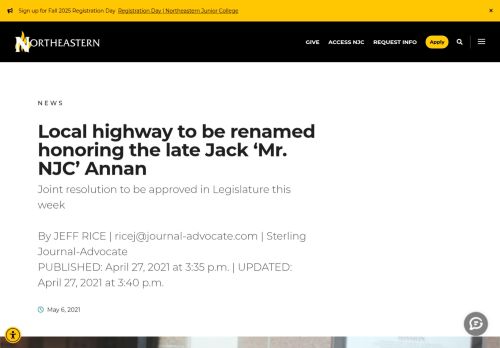 Sign up for Fall 2025 Registration Day Registration Day | Northeastern Junior College ×
NORTHEASTERN GIVE ACCESS NJC REQUEST INFO Apply
NEWS
Local highway to be renamed
honoring the late Jack ‘Mr.
NJC’ Annan
Joint resolution to be approved in Legislature this
week
By JEFF RICE | ricej@journal-advocate.com | Sterling
Journal-Advocate
PUBLISHED: April 27, 2021 at 3:35 p.m. | UPDATED:
April 27, 2021 at 3:40 p.m.
May 6, 2021